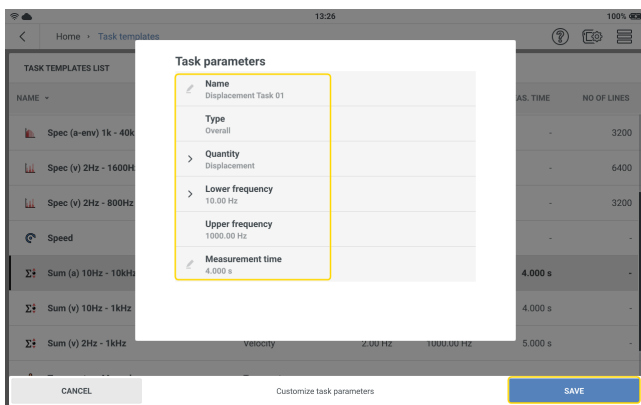 13:26
100%
Home • Task templates
TASK TEMPLATES LIST
Task parameters
NAME
AS. TIME
NO OF LINES
Name
Displacement Task 01
Type
Overall
Quantity
Displacement
Lower frequency
10.00 Hz
Upper frequency
1000.00 Hz
Measurement time
4.000 s
Spec (a-env) 1k - 40k
-
3200
Spec (v) 2Hz - 1600H
-
6400
Spec (v) 2Hz - 800Hz
-
3200
Speed
-
-
Sum (a) 10Hz - 10kHz
4.000 s
-
Sum (v) 10Hz - 1kHz
4.000 s
-
Sum (v) 2Hz - 1kHz
Velocity
2.00 Hz
1000.00 Hz
5.000 s
-
CANCEL
Customize task parameters
SAVE